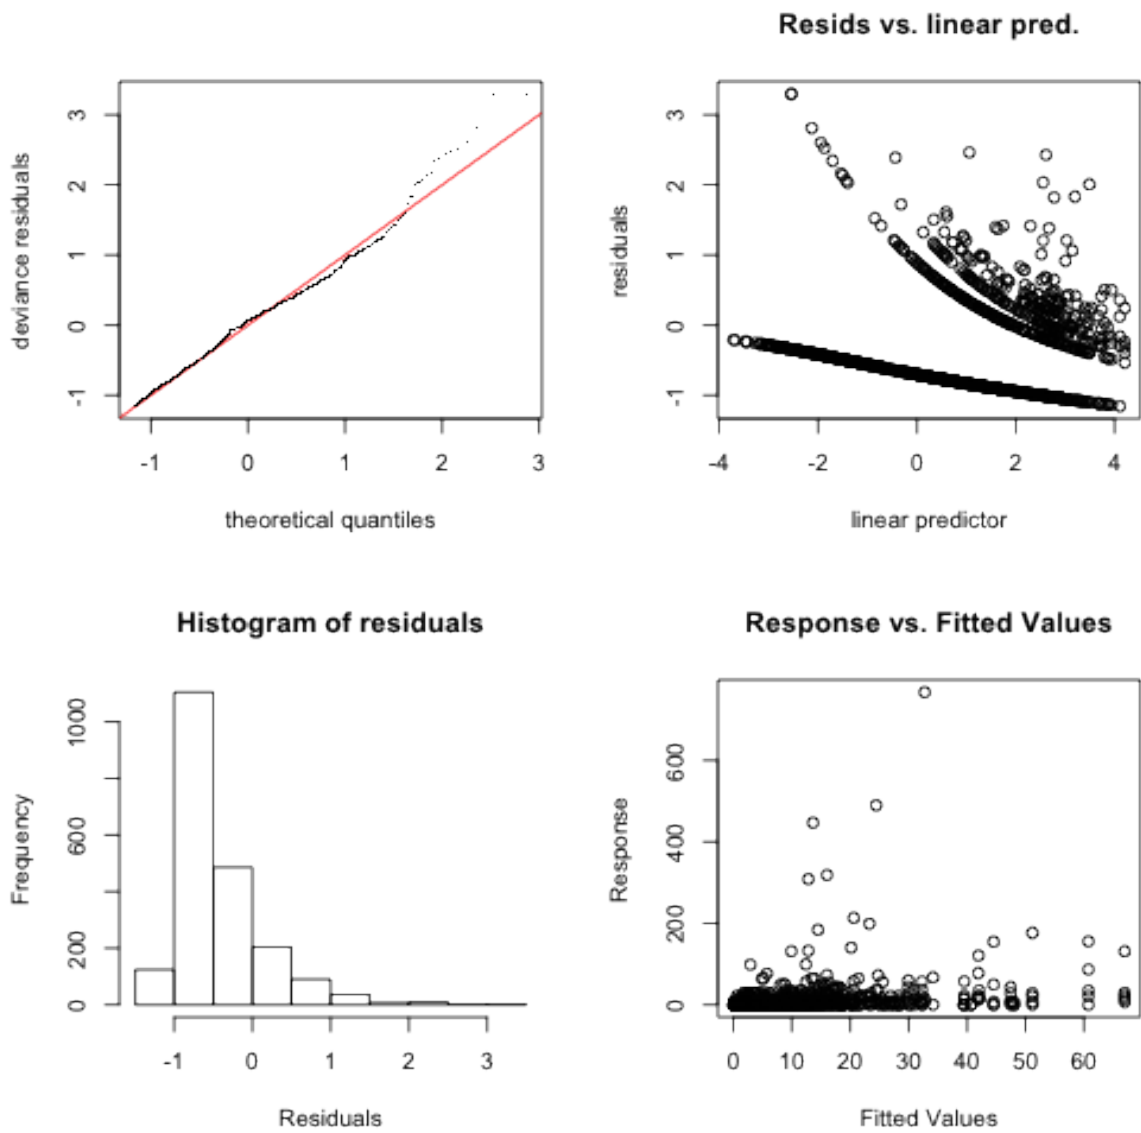 deviance residuals
3
2
1
0
-1
-1 0 1 2 3
theoretical quantiles
Resids vs. linear pred.
residuals
3
2
1
0
-1
-4 -2 0 2 4
linear predictor
Histogram of residuals
Frequency
1000
600
200
0
-1 0 1 2 3
Residuals
Response vs. Fitted Values
Response
600
400
200
0
0 10 20 30 40 50 60
Fitted Values